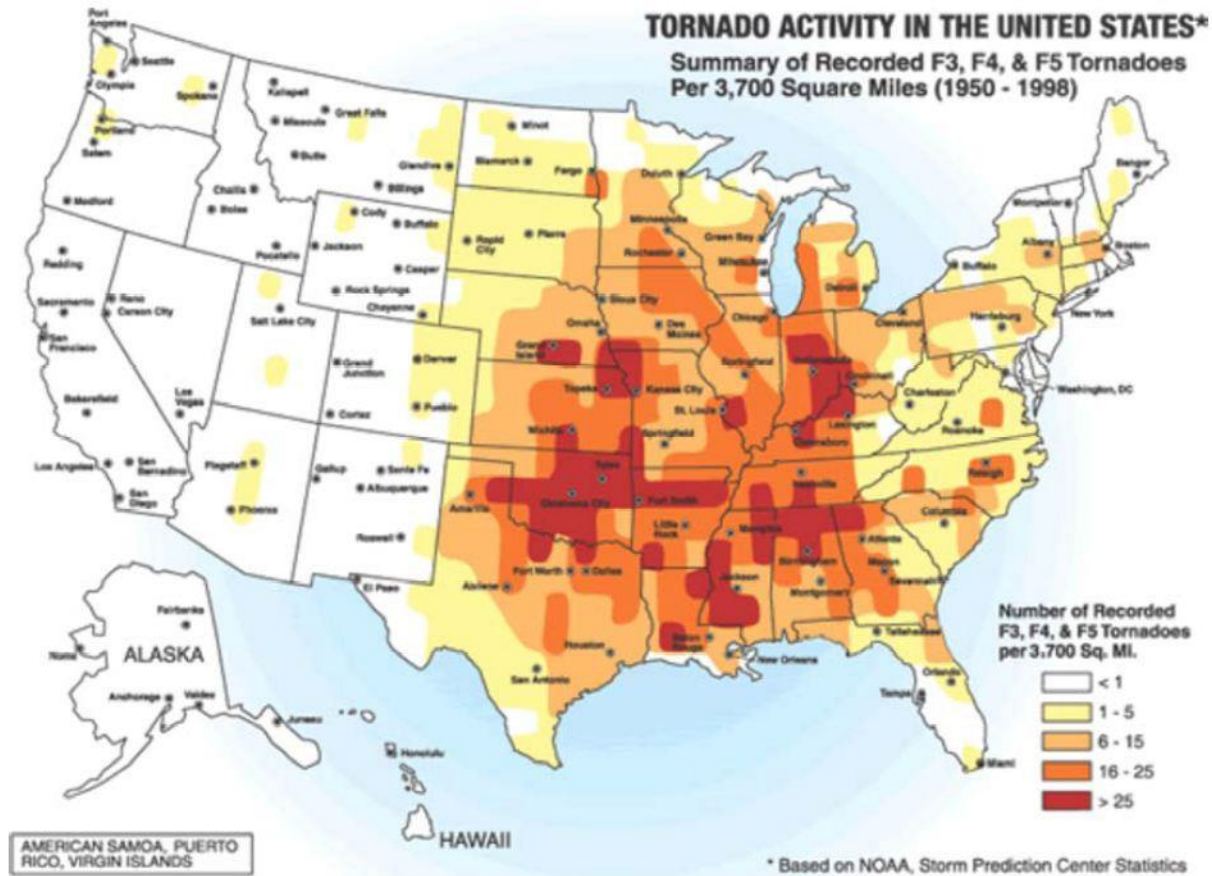 TORNADO ACTIVITY IN THE UNITED STATES*
Summary of Recorded F3, F4, & F5 Tornadoes
Per 3,700 Square Miles (1950 - 1998)
Port
Angeles
Seattle
Olympia
Spokane
Portland
Salem
Medford
Kalispell
Great Falls
Missoula
Butte
Glendive
Billings
Challis
Boise
Pocatello
Minot
Bismarck
Fargo
Duluth
Cody
Buffalo
Jackson
Casper
Rock Springs
Cheyenne
Rapid
City
Pierre
Minneapolis
Rochester
Green Bay
Milwaukee
Bangor
Montpelier
Albany
Boston
Buffalo
Detroit
Redding
Sacramento
San
Francisco
Reno
Carson City
Salt Lake City
Sioux City
Omaha
Des
Moines
Chicago
Cleveland
Harrisburg
New York
Grand
Junction
Denver
Pueblo
Cortez
Grand
Island
Topeka
Kansas City
Springfield
Indianapolis
Cincinnati
Charleston
Washington, DC
Bakersfield
Las
Vegas
Los Angeles
San
Bernadino
San
Diego
Flagstaff
Phoenix
Gallup
Santa Fe
Albuquerque
Roswell
El Paso
Wichita
St. Louis
Springfield
Lexington
Roanoke
Tulsa
Oklahoma City
Fort Smith
Amarillo
Little
Rock
Memphis
Nashville
Raleigh
Columbia
Atlanta
Macon
Savannah
Birmingham
Montgomery
Jackson
Fort Worth
Dallas
Abilene
Houston
San Antonio
Baton
Rouge
New Orleans
Tallahassee
Orlando
Tampa
Miami
Fairbanks
Nome
ALASKA
Anchorage
Valdez
Juneau
Honolulu
HAWAII
Number of Recorded
F3, F4, & F5 Tornadoes
per 3,700 Sq. Mi.
< 1
1 - 5
6 - 15
16 - 25
> 25
AMERICAN SAMOA, PUERTO
RICO, VIRGIN ISLANDS
* Based on NOAA, Storm Prediction Center Statistics